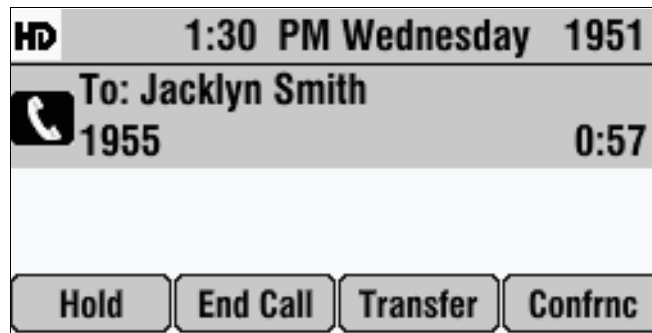 HD 1:30 PM Wednesday 1951
To: Jacklyn Smith
1955 0:57
Hold End Call Transfer Confrnc